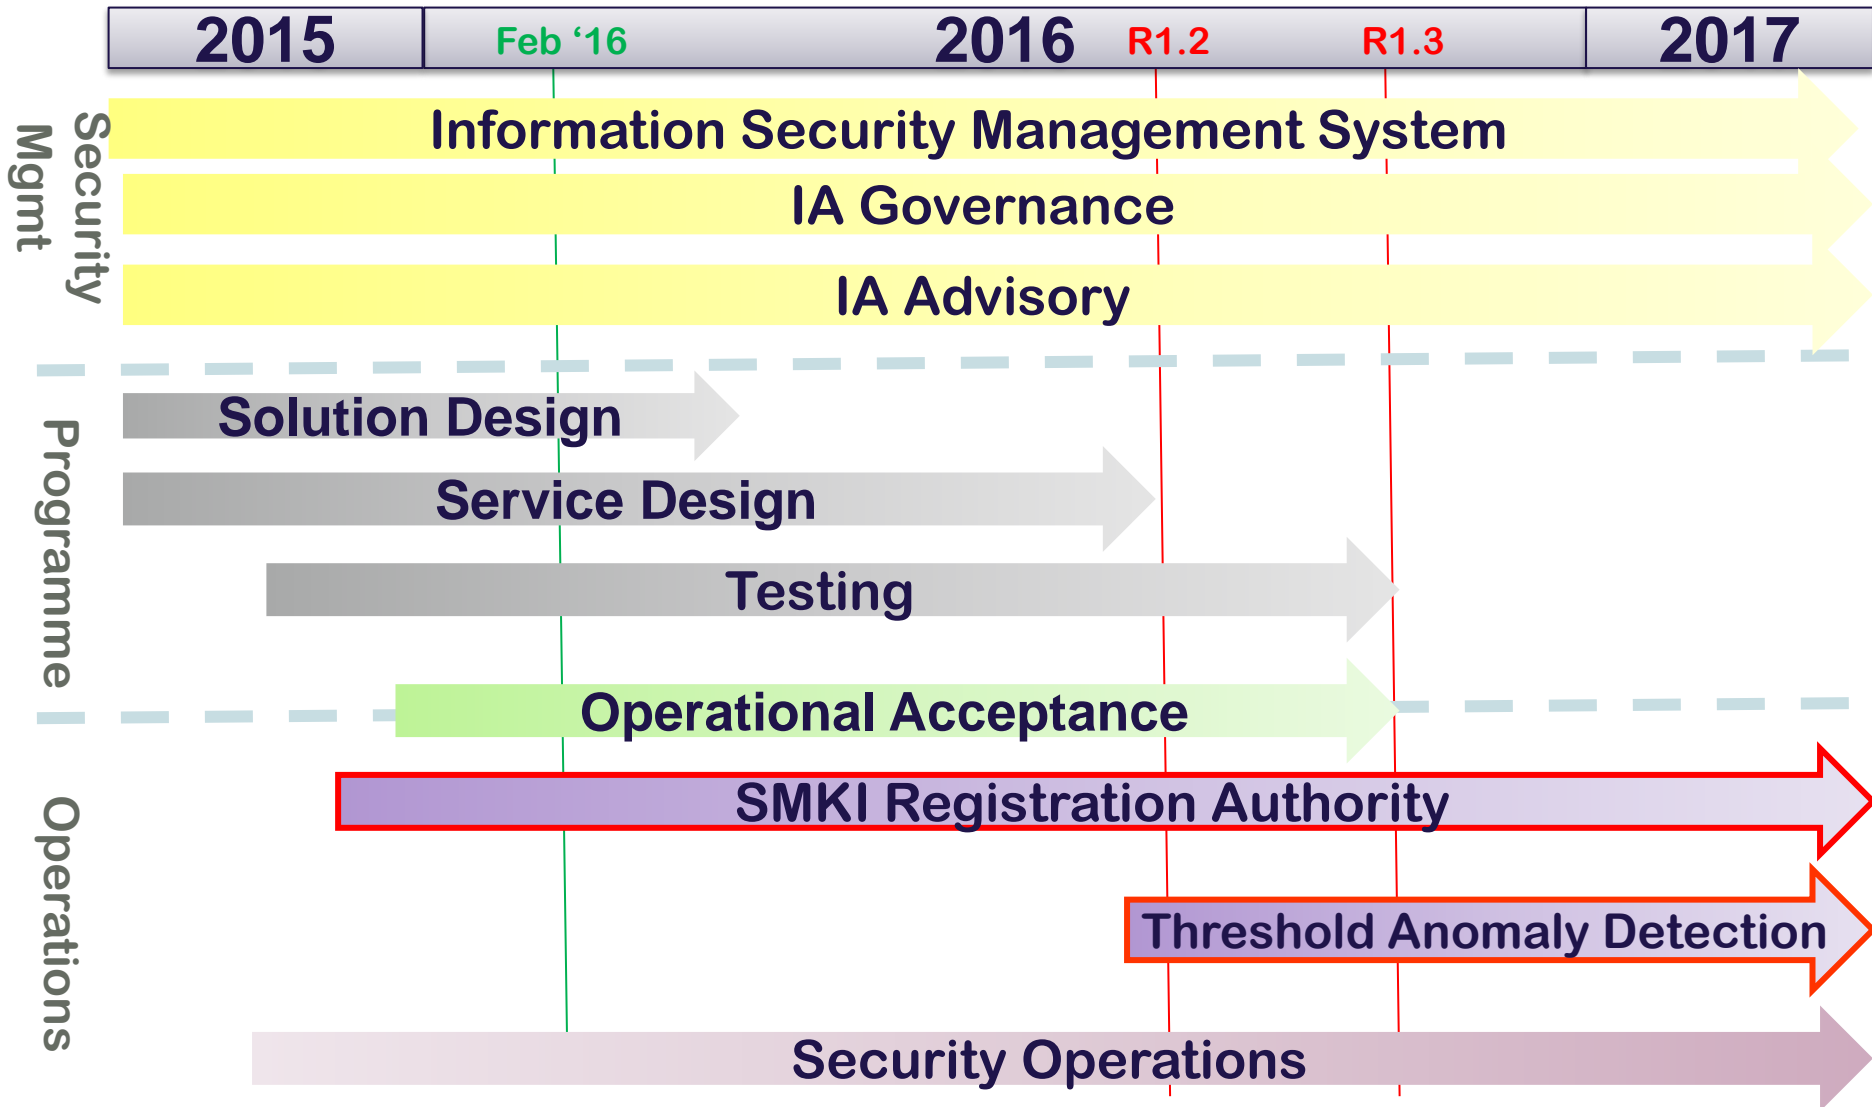 2015 Feb ‘16 2016 R1.2 R1.3 2017
Security
Mgmt
Information Security Management System
IA Governance
IA Advisory
Programme
Solution Design
Service Design
Testing
Operational Acceptance
Operations
SMKI Registration Authority
Threshold Anomaly Detection
Security Operations